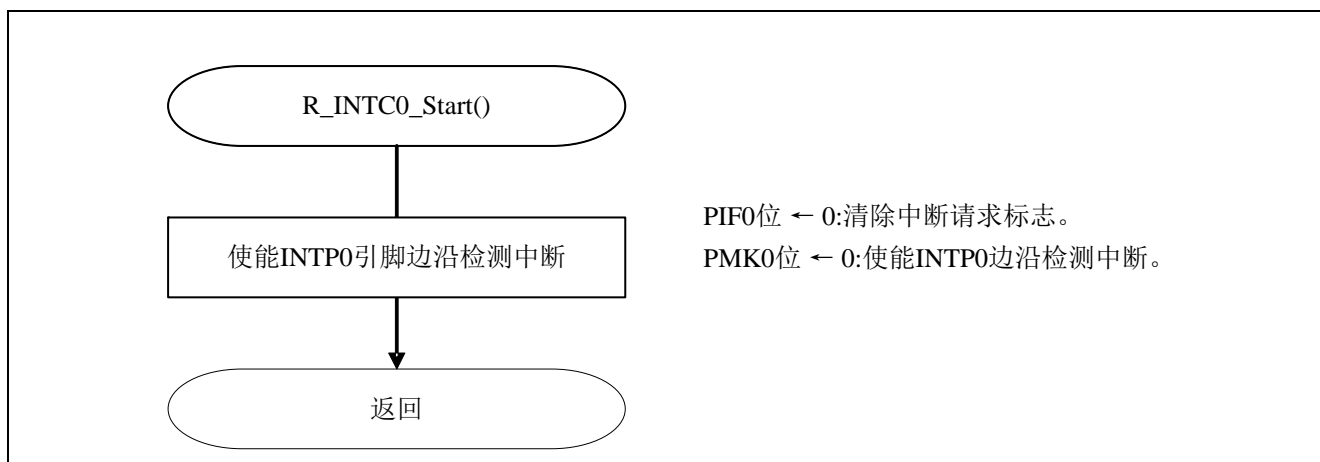 R_INTC0_Start()
使能INTP0引脚边沿检测中断
PIF0位 ← 0:清除中断请求标志。
PMK0位 ← 0:使能INTP0边沿检测中断。
返回